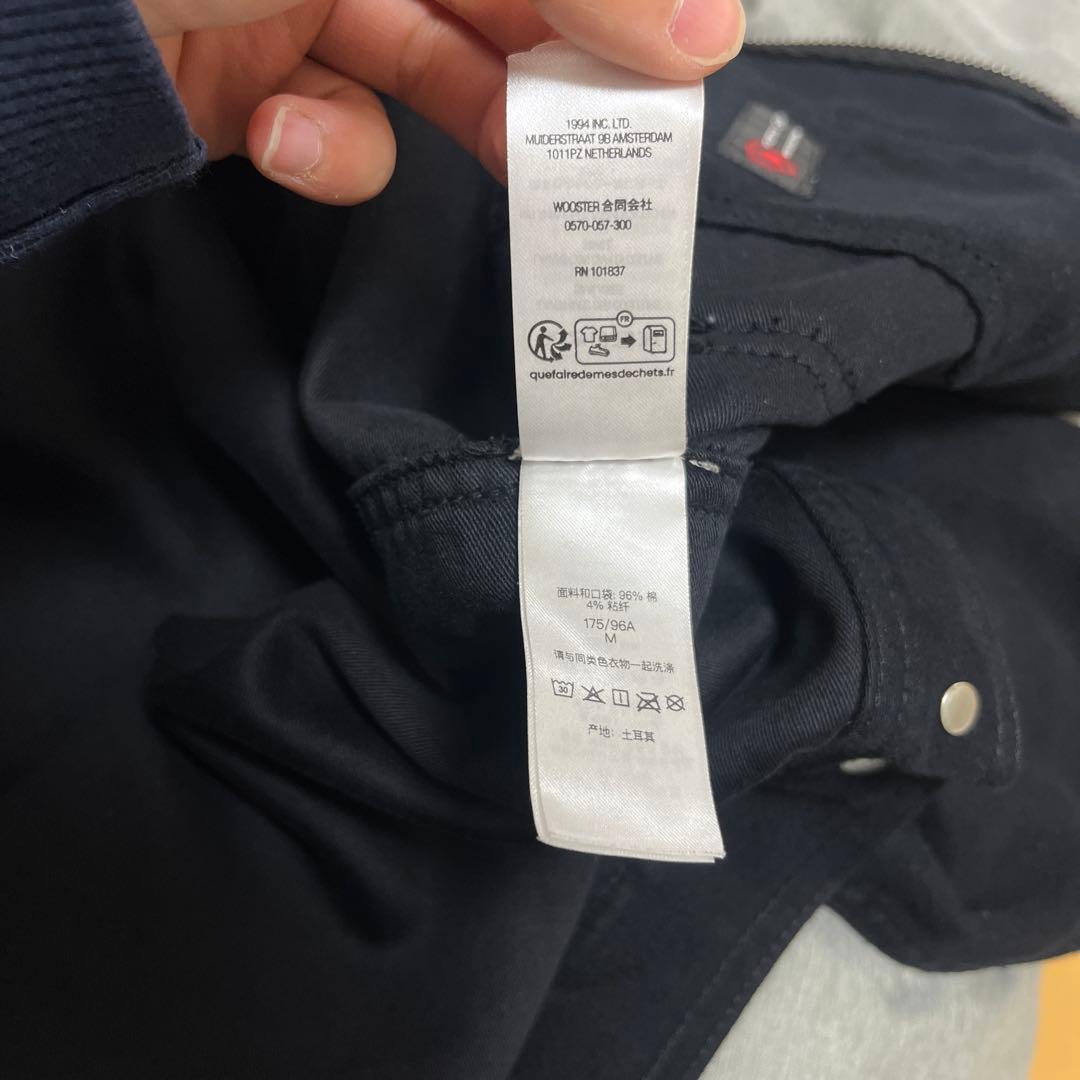 1994 INC. LTD.
MUIDERSTRAAT 9B AMSTERDAM
1011PZ NETHERLANDS
WOOSTER 合同会社
0570-057-300
RN 101837
FR
quefairedemesdechets.fr
面料和口袋: 96% 棉
4% 粘纤
175/96A
M
请与同类色衣物一起洗涤
30
产地: 土耳其